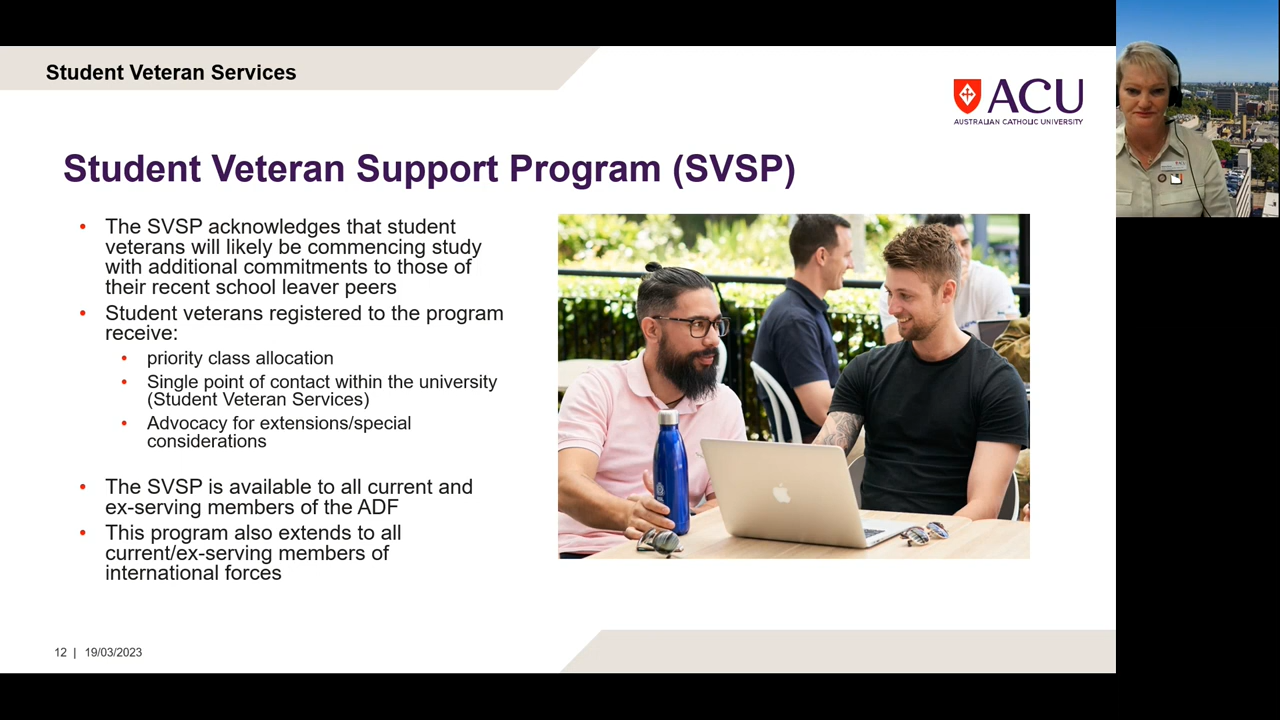 Student Veteran Services
ACU
AUSTRALIAN CATHOLIC UNIVERSITY
Student Veteran Support Program (SVSP)
• The SVSP acknowledges that student
veterans will likely be commencing study
with additional commitments to those of
their recent school leaver peers
• Student veterans registered to the program
receive:
• priority class allocation
• Single point of contact within the university
(Student Veteran Services)
• Advocacy for extensions/special
considerations
• The SVSP is available to all current and
ex-serving members of the ADF
• This program also extends to all
current/ex-serving members of
international forces
12 | 19/03/2023